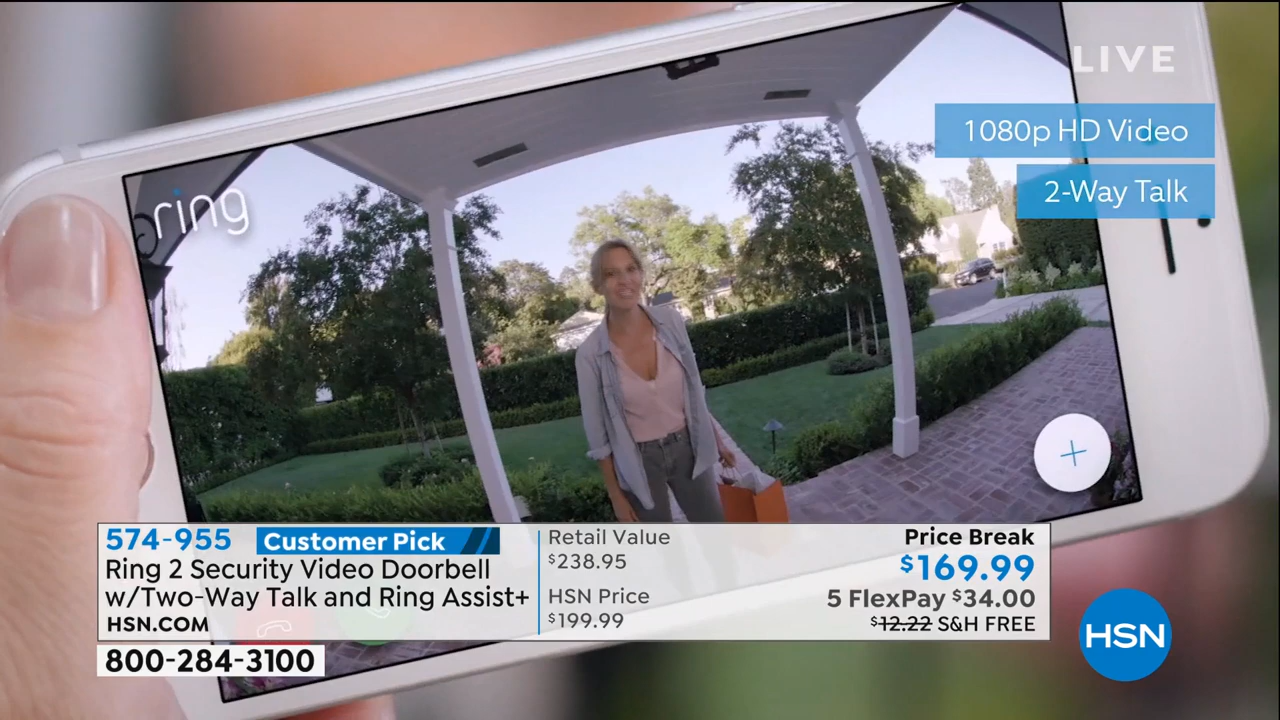 LIVE
1080p HD Video
2-Way Talk
ring
574-955 Customer Pick
Ring 2 Security Video Doorbell
w/Two-Way Talk and Ring Assist+
HSN.COM
800-284-3100
Retail Value
$238.95
HSN Price
$199.99
Price Break
$169.99
5 FlexPay $34.00
$12.22 S&H FREE
HSN